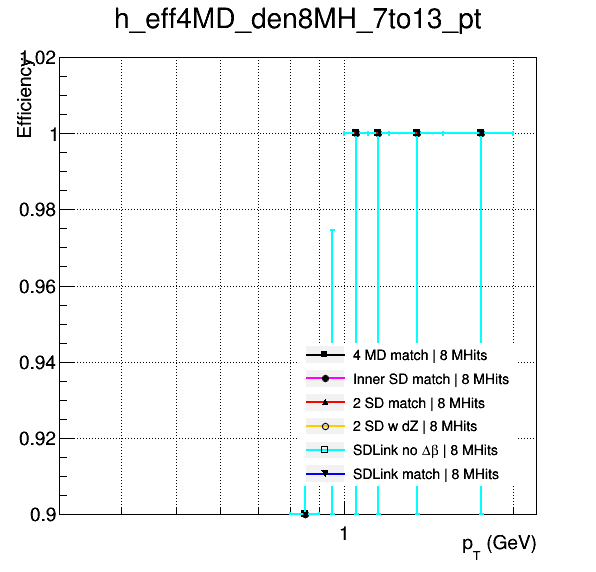 h_eff4MD_den8MH_7to13_pt
Efficiency
1.02
1
0.98
0.96
0.94
0.92
0.9
4 MD match | 8 MHits
Inner SD match | 8 MHits
2 SD match | 8 MHits
2 SD w dZ | 8 MHits
SDLink no Δβ | 8 MHits
SDLink match | 8 MHits
1
p_T (GeV)